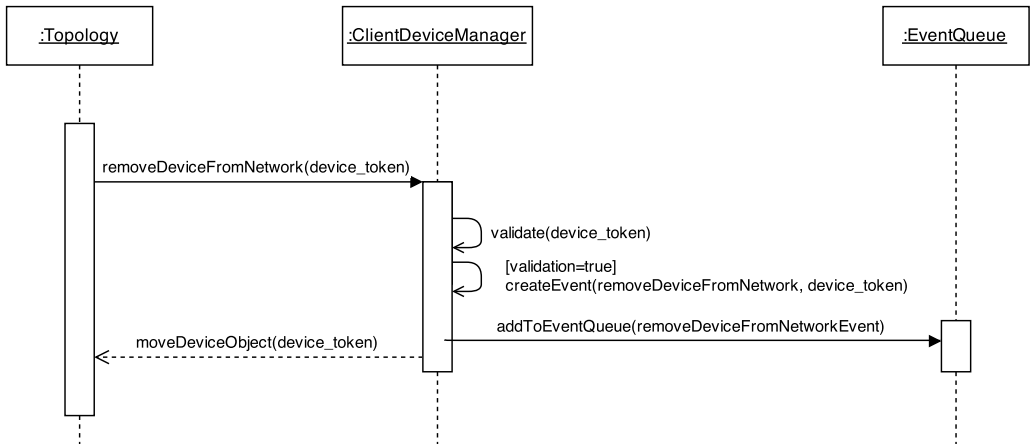 :Topology
:ClientDeviceManager
:EventQueue
removeDeviceFromNetwork(device_token)
validate(device_token)
[validation=true]
createEvent(removeDeviceFromNetwork, device_token)
addToEventQueue(removeDeviceFromNetworkEvent)
moveDeviceObject(device_token)